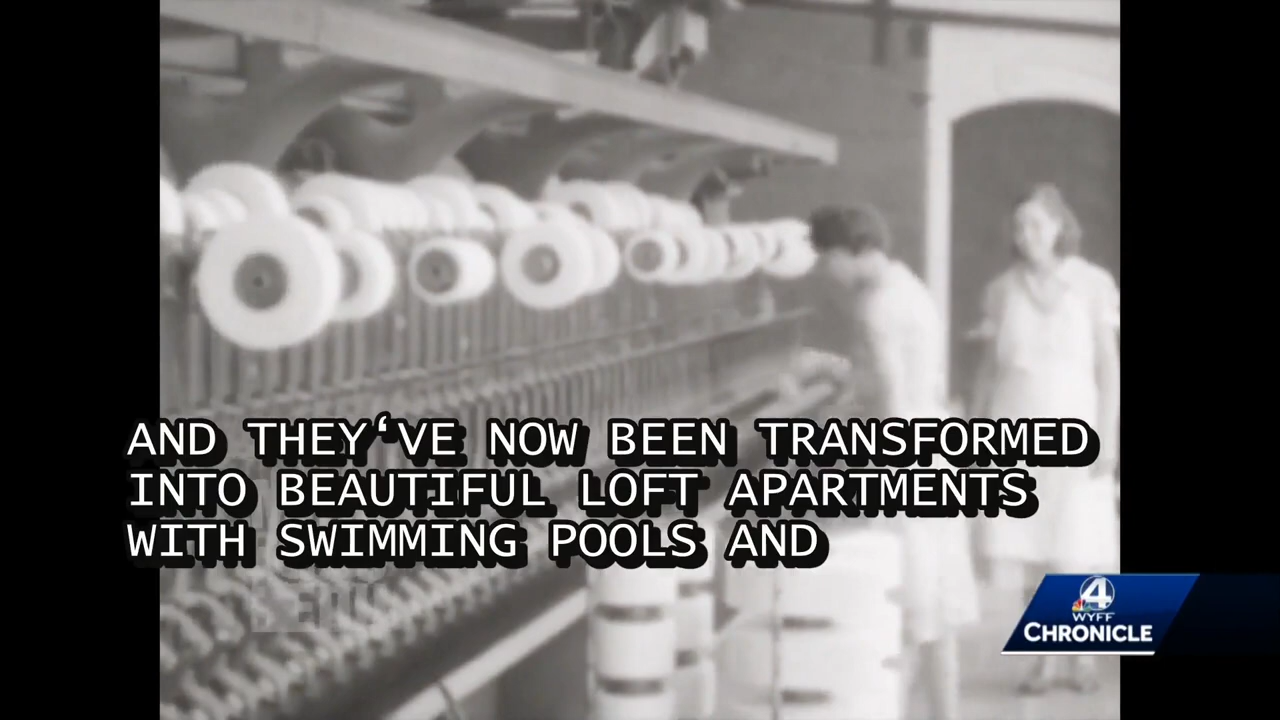 AND THEY‘VE NOW BEEN TRANSFORMED
INTO BEAUTIFUL LOFT APARTMENTS
WITH SWIMMING POOLS AND
4
WYFF
CHRONICLE